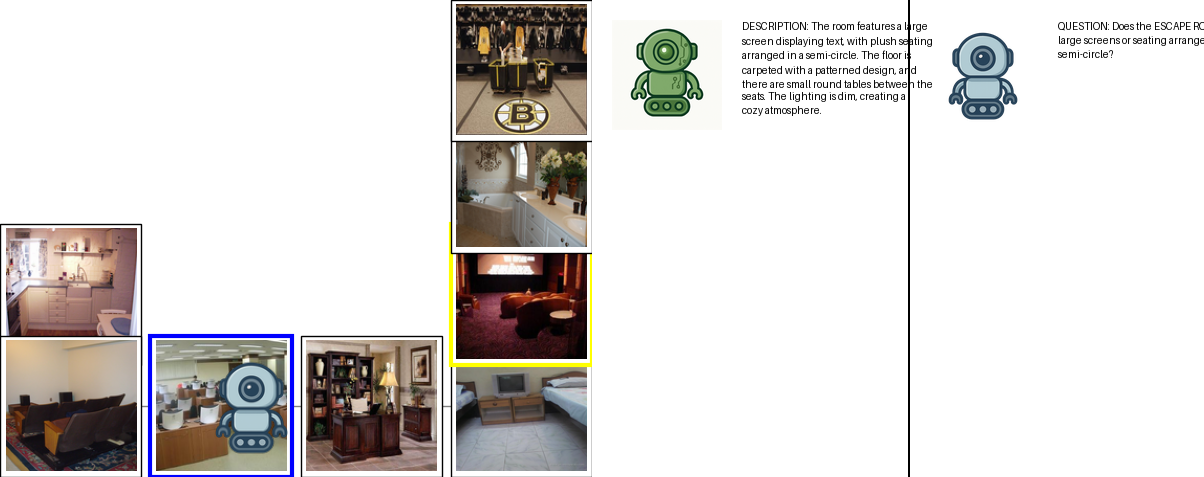 DESCRIPTION: The room features a large
screen displaying text, with plush seating
arranged in a semi-circle. The floor is
carpeted with a patterned design, and
there are small round tables between the
seats. The lighting is dim, creating a
cozy atmosphere.
QUESTION: Does the ESCAPE RO
large screens or seating arrange
semi-circle?
B